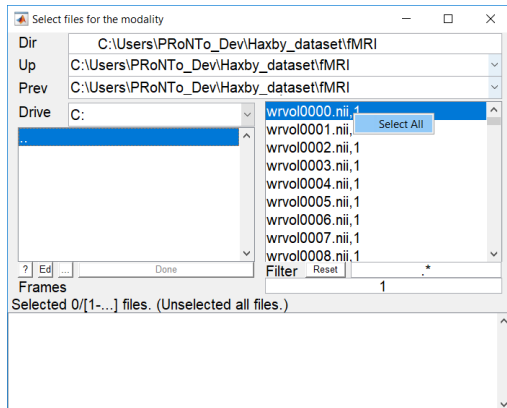 Select files for the modality
Dir C:\Users\PRoNTo_Dev\Haxby_dataset\fMRI
Up C:\Users\PRoNTo_Dev\Haxby_dataset\fMRI
Prev C:\Users\PRoNTo_Dev\Haxby_dataset\fMRI
Drive C:
..
wrvol0000.nii,1
Select All
wrvol0001.nii,1
wrvol0002.nii,1
wrvol0003.nii,1
wrvol0004.nii,1
wrvol0005.nii,1
wrvol0006.nii,1
wrvol0007.nii,1
wrvol0008.nii,1
? Ed ... Done
Filter Reset .*
Frames 1
Selected 0/[1-...] files. (Unselected all files.)